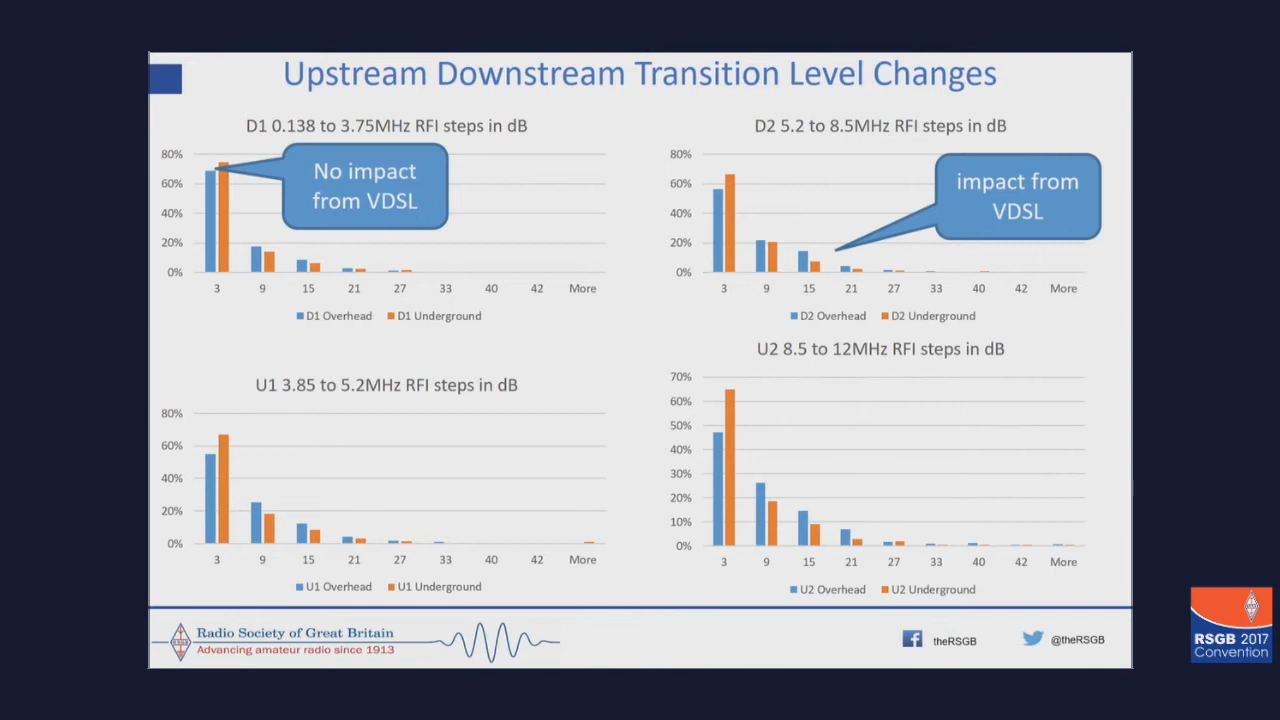 Upstream Downstream Transition Level Changes
D1 0.138 to 3.75MHz RFI steps in dB
80%
60%
40%
20%
0%
No impact
from VDSL
3 9 15 21 27 33 40 42 More
D1 Overhead D1 Underground
D2 5.2 to 8.5MHz RFI steps in dB
80%
60%
40%
20%
0%
impact from
VDSL
3 9 15 21 27 33 40 42 More
D2 Overhead D2 Underground
U1 3.85 to 5.2MHz RFI steps in dB
80%
60%
40%
20%
0%
3 9 15 21 27 33 40 42 More
U1 Overhead U1 Underground
U2 8.5 to 12MHz RFI steps in dB
70%
60%
50%
40%
30%
20%
10%
0%
3 9 15 21 27 33 40 42 More
U2 Overhead U2 Underground
Radio Society of Great Britain
Advancing amateur radio since 1913
theRSGB
@theRSGB
RSGB 2017
Convention